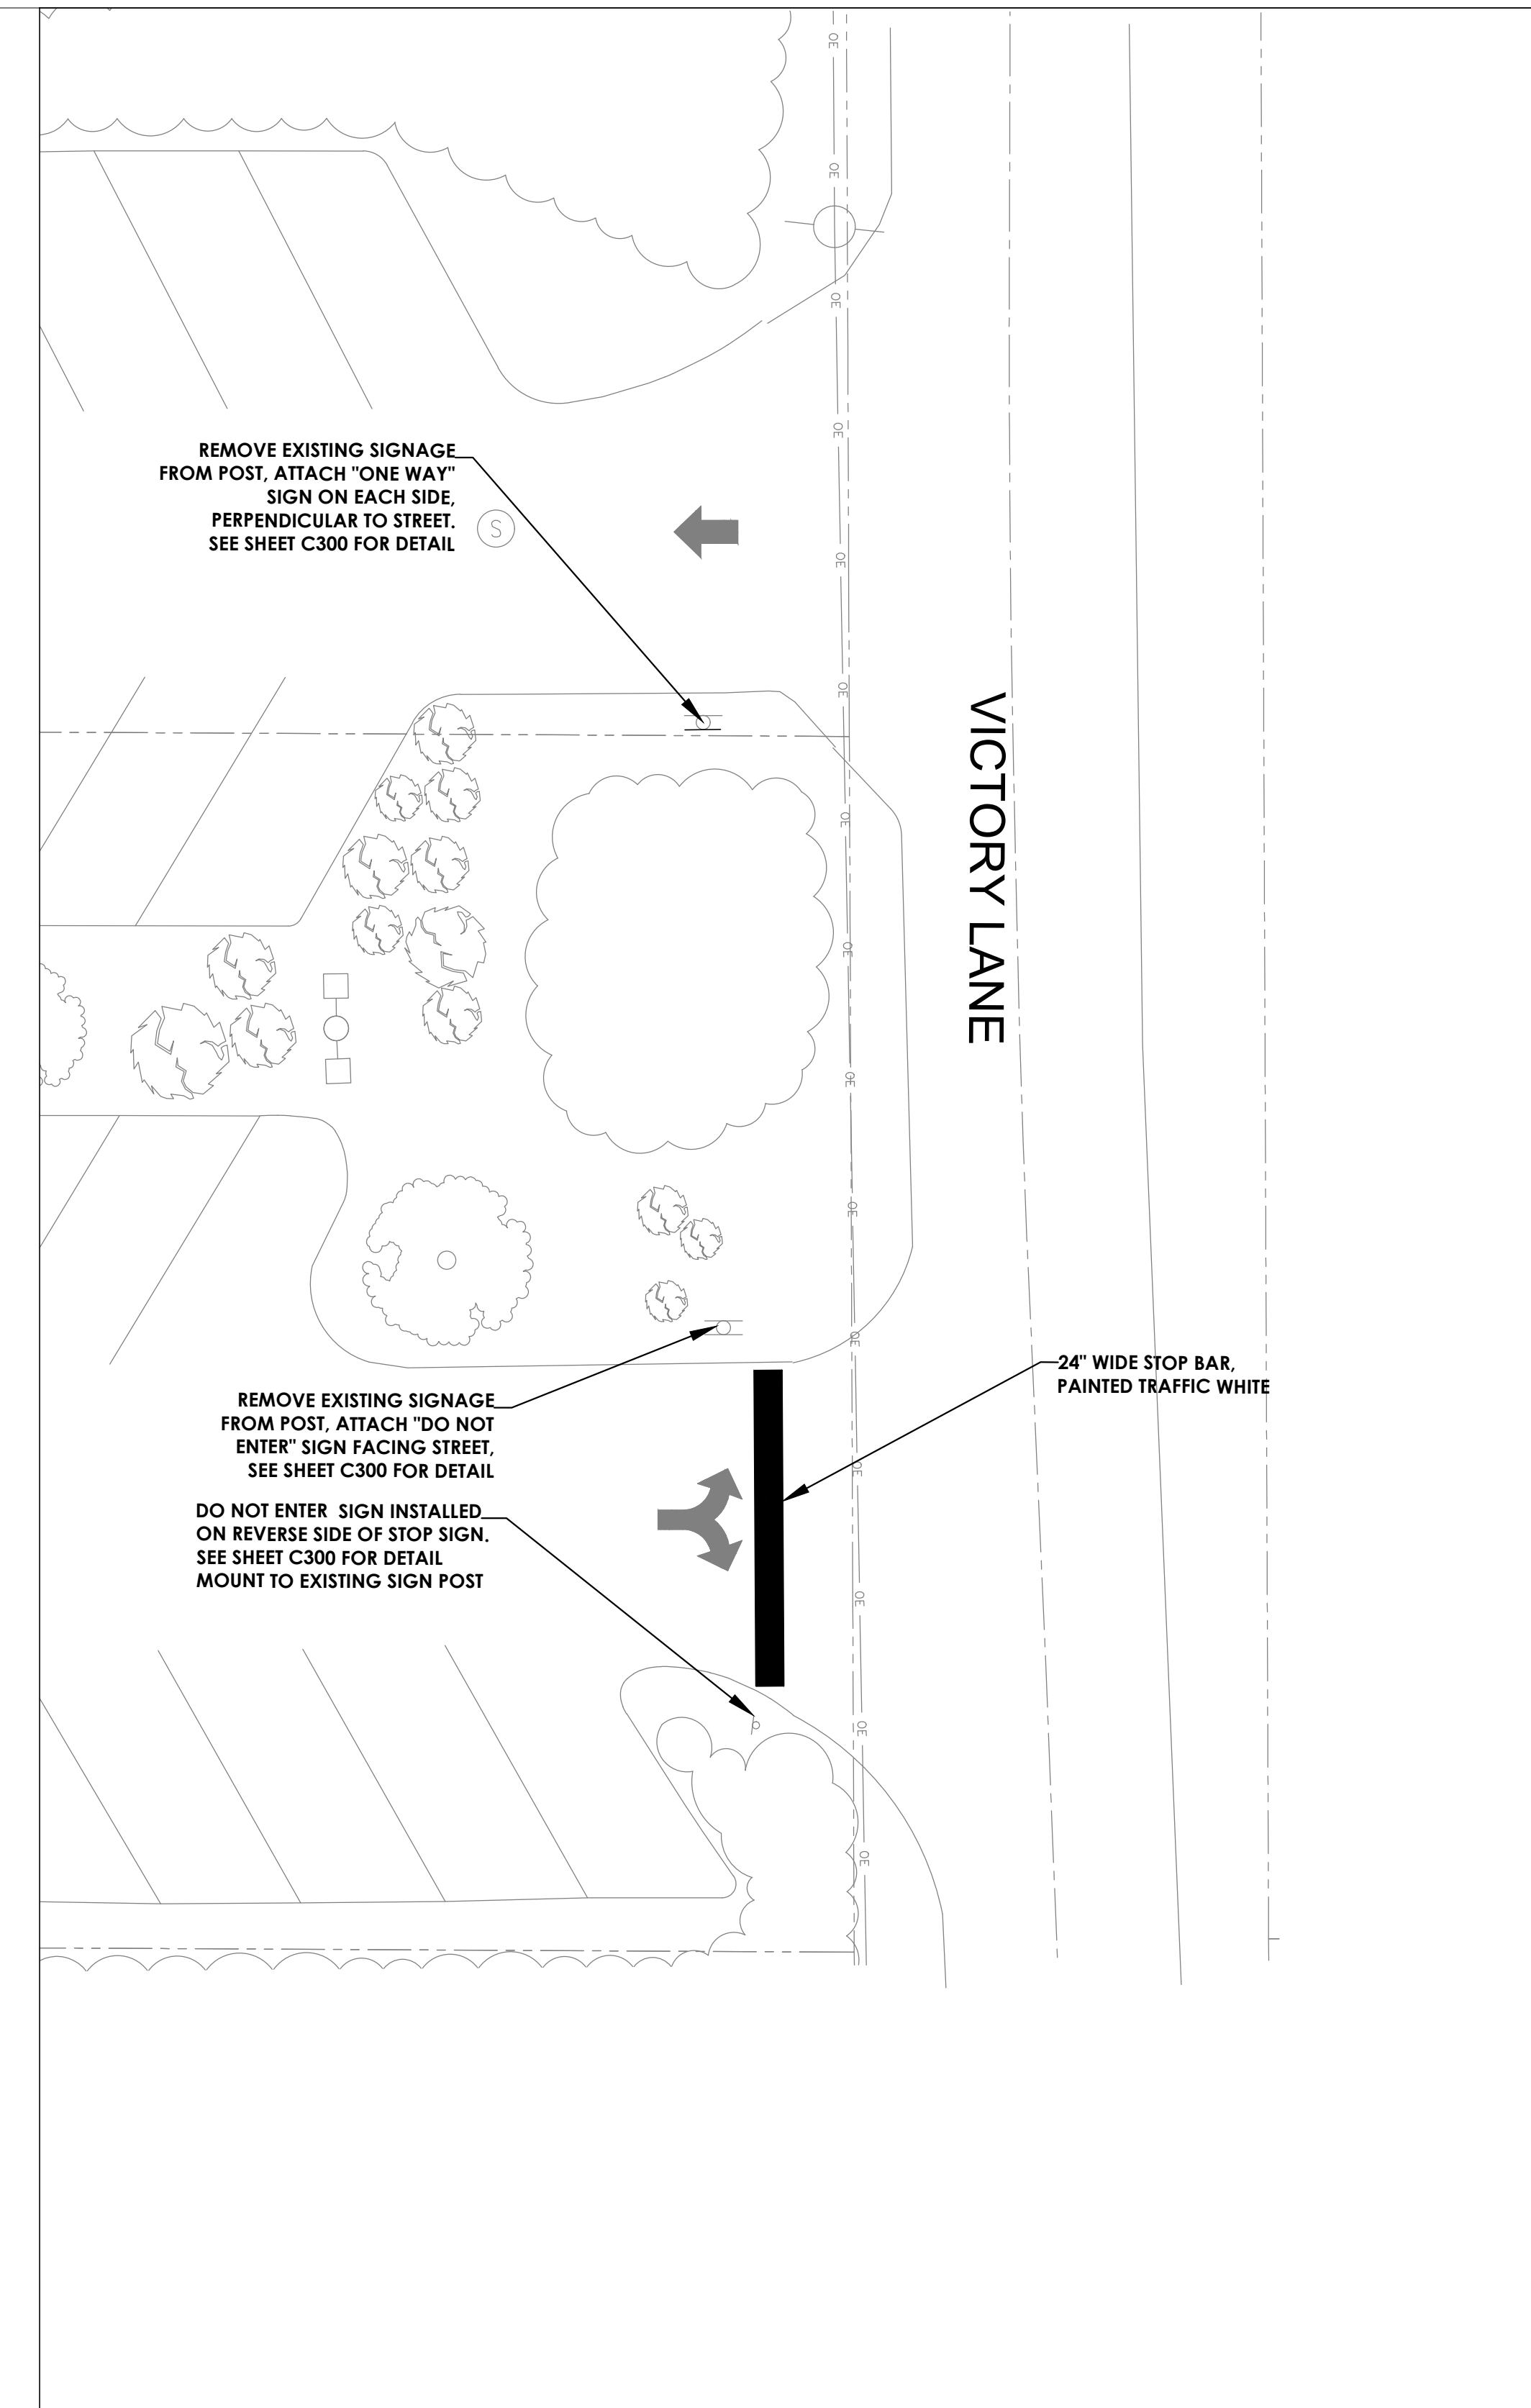 OE
OE
OE
OE
REMOVE EXISTING SIGNAGE
FROM POST, ATTACH "ONE WAY"
SIGN ON EACH SIDE,
PERPENDICULAR TO STREET.
SEE SHEET C300 FOR DETAIL
S
OE
OE
VICTORY LANE
OE
OE
OE
OE
OE
24" WIDE STOP BAR,
PAINTED TRAFFIC WHITE
REMOVE EXISTING SIGNAGE
FROM POST, ATTACH "DO NOT
ENTER" SIGN FACING STREET,
SEE SHEET C300 FOR DETAIL
OE
DO NOT ENTER SIGN INSTALLED
ON REVERSE SIDE OF STOP SIGN.
SEE SHEET C300 FOR DETAIL
MOUNT TO EXISTING SIGN POST
OE
OE
OE